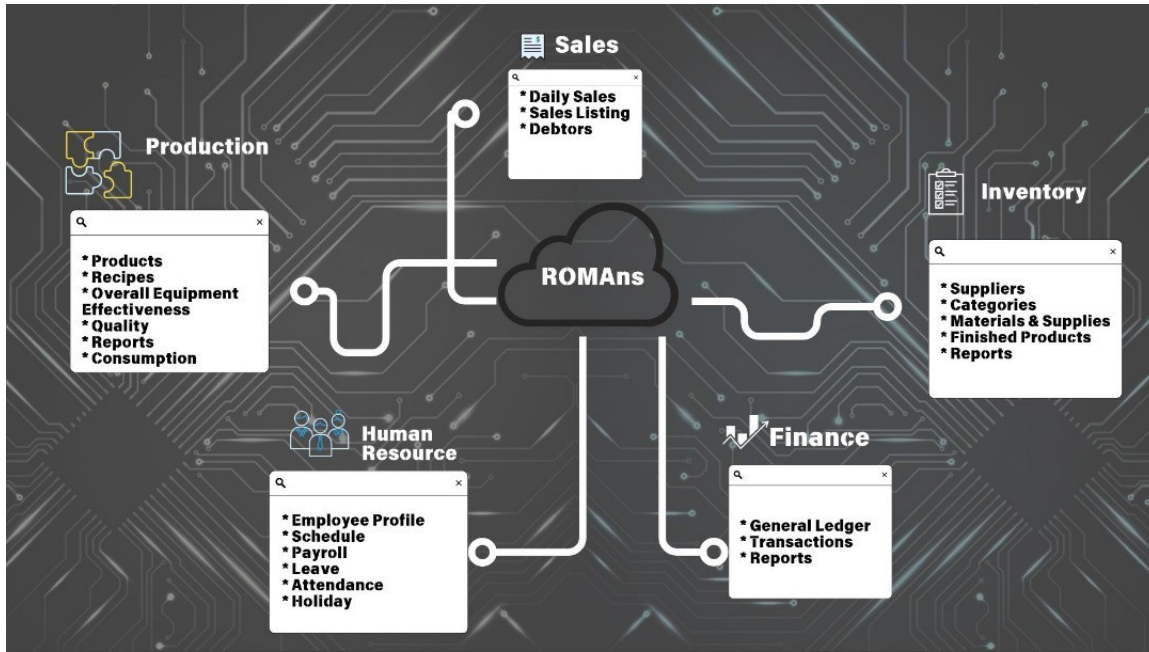 Sales
* Daily Sales
* Sales Listing
* Debtors
Production
* Products
* Recipes
* Overall Equipment
Effectiveness
* Quality
* Reports
* Consumption
ROMAns
Inventory
* Suppliers
* Categories
* Materials & Supplies
* Finished Products
* Reports
Human
Resource
* Employee Profile
* Schedule
* Payroll
* Leave
* Attendance
* Holiday
Finance
* General Ledger
* Transactions
* Reports